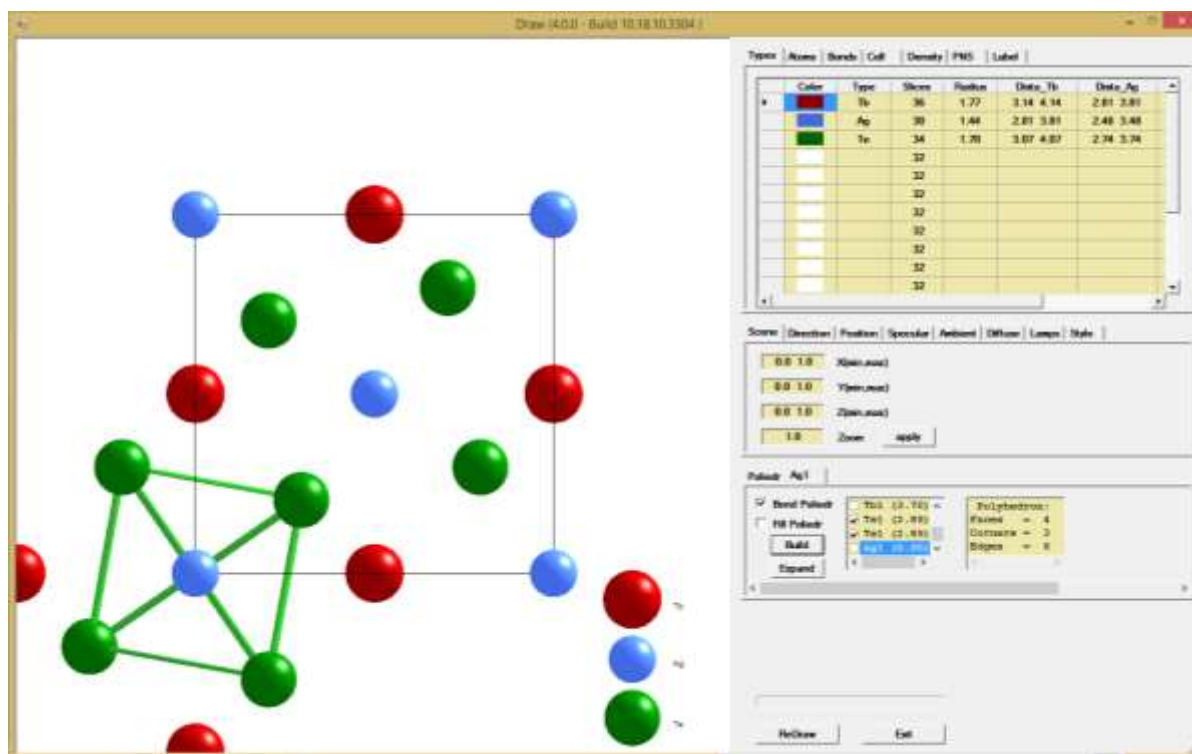 Draw (4.0.0 - Build 10.18.10.3304 )
Types Atoms Bonds Cell Density PNS Label
Color Type Slices Radius Dista_Tb Dista_Ag
Tb 36 1.77 3.14 4.14 2.81 3.81
Ag 30 1.44 2.81 3.81 2.48 3.48
Te 34 1.70 3.07 4.07 2.74 3.74
32
32
32
32
32
32
32
32
Scene Direction Position Specular Ambient Diffuse Lamps Style
0.0 1.0 X(min,max)
0.0 1.0 Y(min,max)
0.0 1.0 Z(min,max)
1.0 Zoom apply
Poliedr Ag1
Bond Poliedr
Fill Poliedr
Build
Expand
Te1
Te1
Polyhedron:
Faces = 4
Corners = 3
Edges = 6
ReDraw Exit